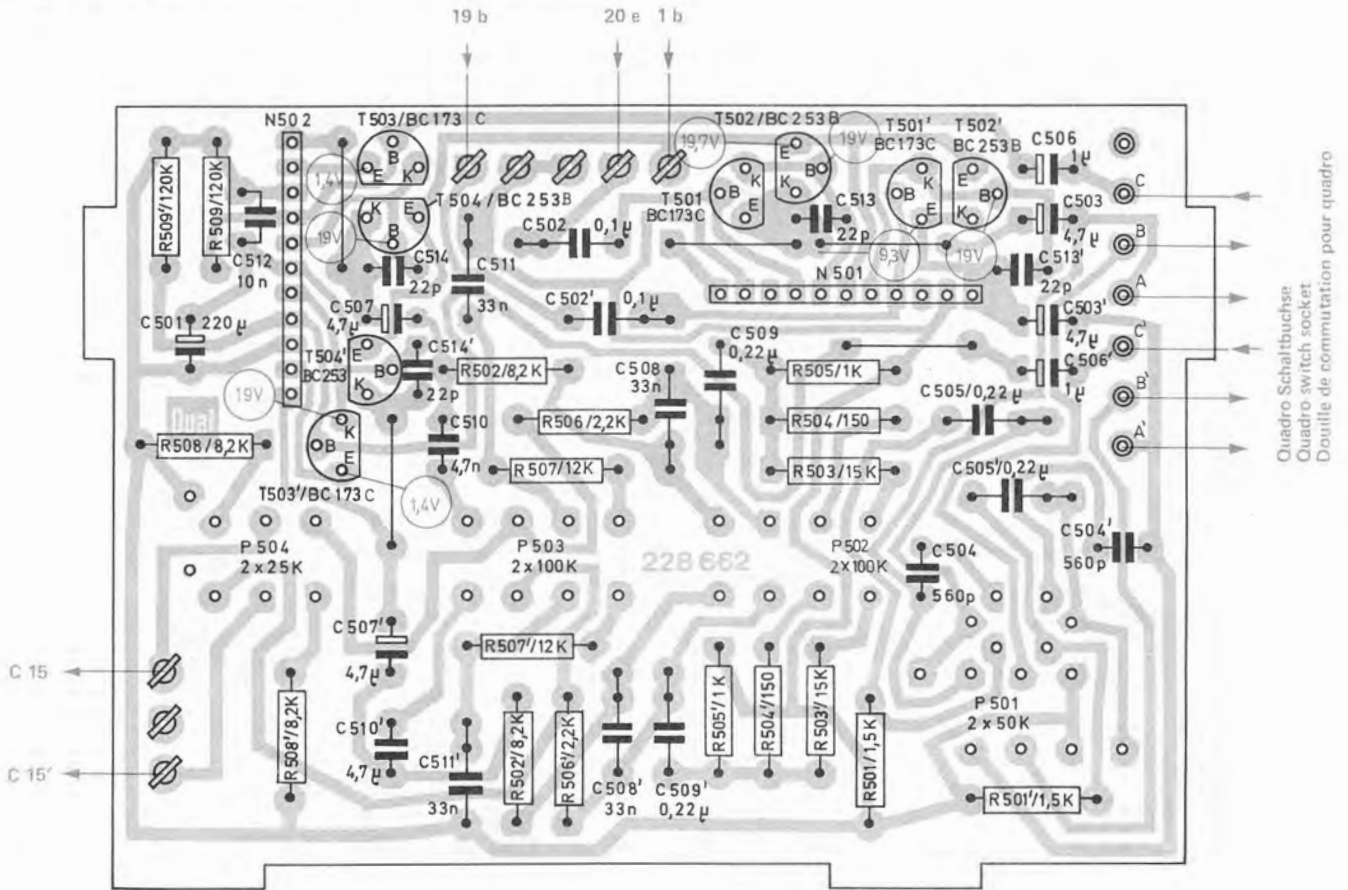 19 b
20 e
1 b
N502
T503/BC173 C
T502/BC253B
T501'
BC173C
T502'
BC253B
C506
1µ
R509'/120K
R509/120K
1,4V
E
B
K
19,7V
E
B
K
19V
B
K
E
E
B
K
C
T504/BC253B
K
E
B
K
B
E
T501
BC173C
C513
22p
C503
4,7µ
B
C512
10n
19V
C514
22p
C502
0,1µ
9,3V
19V
C513'
22p
C511
33n
N501
A
C501
220µ
C507
4,7µ
C502'
0,1µ
C503'
4,7µ
C'
T504'
BC253
E
B
K
C514'
22p
R502/8,2K
C508
33n
C509
0,22µ
R505/1K
C506'
1µ
B'
Dual
19V
R506/2,2K
R504/150
C505/0,22µ
A'
R508/8,2K
K
B
E
C510
4,7n
R507/12K
R503/15K
C505'/0,22µ
T503'/BC173C
1,4V
C504'
560p
P504
2x25K
P503
2x100K
228662
P502
2x100K
C504
560p
C507'
4,7µ
R507'/12K
C 15
R508'/8,2K
R505'/1K
R504'/150
R503'/15K
P501
2x50K
C510'
4,7µ
C511'
33n
R502'/8,2K
R506'/2,2K
C508'
33n
C509'
0,22µ
R501/1,5K
C 15'
R501'/1,5K
Quadro Schaltbuchse
Quadro switch socket
Douille de commutation pour quadro